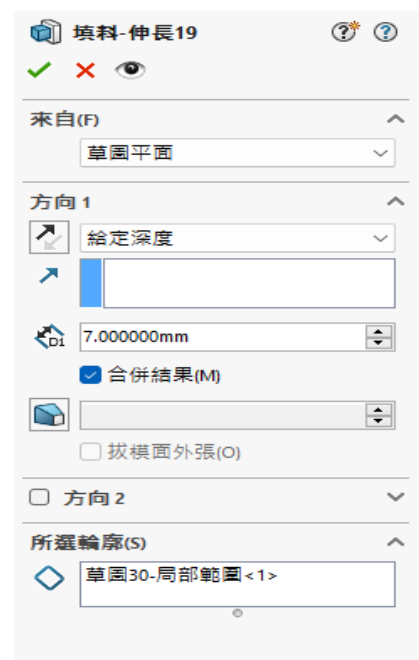 填料-伸長19
來自(F)
草圖平面
方向 1
給定深度
D1 7.000000mm
合併結果(M)
拔模面外張(O)
方向 2
所選輪廓(S)
草圖30-局部範圍<1>